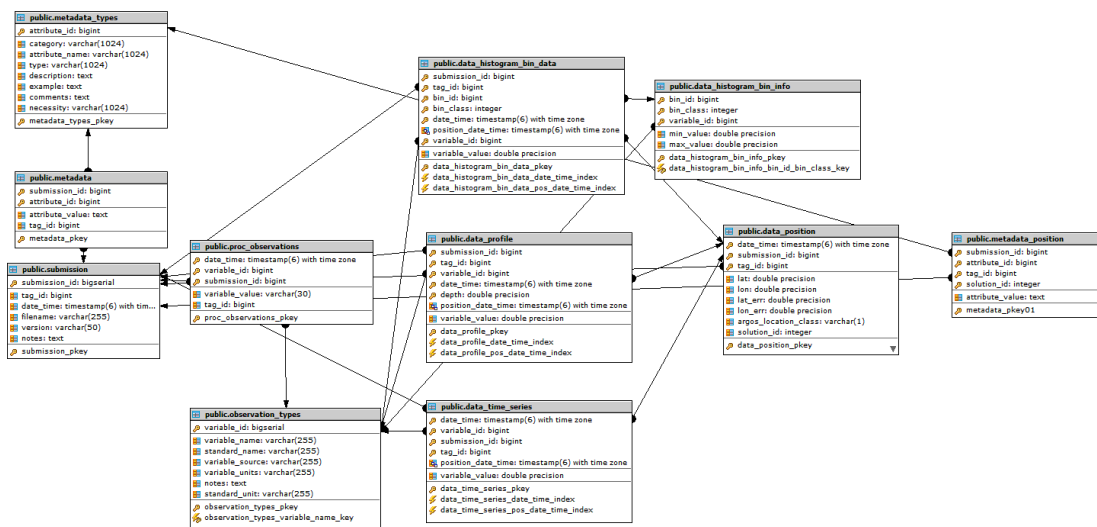 public.metadata_types
attribute_id: bigint
category: varchar(1024)
attribute_name: varchar(1024)
type: varchar(1024)
description: text
example: text
comments: text
necessity: varchar(1024)
metadata_types_pkey
public.metadata
submission_id: bigint
attribute_id: bigint
attribute_value: text
tag_id: bigint
metadata_pkey
public.submission
submission_id: bigserial
tag_id: bigint
date_time: timestamp(6) with tim...
filename: varchar(255)
version: varchar(50)
notes: text
submission_pkey
public.proc_observations
date_time: timestamp(6) with time zone
variable_id: bigint
submission_id: bigint
variable_value: varchar(30)
tag_id: bigint
proc_observations_pkey
public.observation_types
variable_id: bigserial
variable_name: varchar(255)
standard_name: varchar(255)
variable_source: varchar(255)
variable_units: varchar(255)
notes: text
standard_unit: varchar(255)
observation_types_pkey
observation_types_variable_name_key
public.data_histogram_bin_data
submission_id: bigint
tag_id: bigint
bin_id: bigint
bin_class: integer
date_time: timestamp(6) with time zone
position_date_time: timestamp(6) with time zone
variable_id: bigint
variable_value: double precision
data_histogram_bin_data_pkey
data_histogram_bin_data_date_time_index
data_histogram_bin_data_pos_date_time_index
public.data_profile
submission_id: bigint
tag_id: bigint
variable_id: bigint
date_time: timestamp(6) with time zone
depth: double precision
position_date_time: timestamp(6) with time zone
variable_value: double precision
data_profile_pkey
data_profile_date_time_index
data_profile_pos_date_time_index
public.data_time_series
date_time: timestamp(6) with time zone
variable_id: bigint
submission_id: bigint
tag_id: bigint
position_date_time: timestamp(6) with time zone
variable_value: double precision
data_time_series_pkey
data_time_series_date_time_index
data_time_series_pos_date_time_index
public.data_histogram_bin_info
bin_id: bigint
bin_class: integer
variable_id: bigint
min_value: double precision
max_value: double precision
data_histogram_bin_info_pkey
data_histogram_bin_info_bin_id_bin_class_key
public.data_position
date_time: timestamp(6) with time zone
submission_id: bigint
tag_id: bigint
lat: double precision
lon: double precision
lat_err: double precision
lon_err: double precision
argos_location_class: varchar(1)
solution_id: integer
data_position_pkey
public.metadata_position
submission_id: bigint
attribute_id: bigint
tag_id: bigint
solution_id: bigint
attribute_value: text
metadata_pkey01